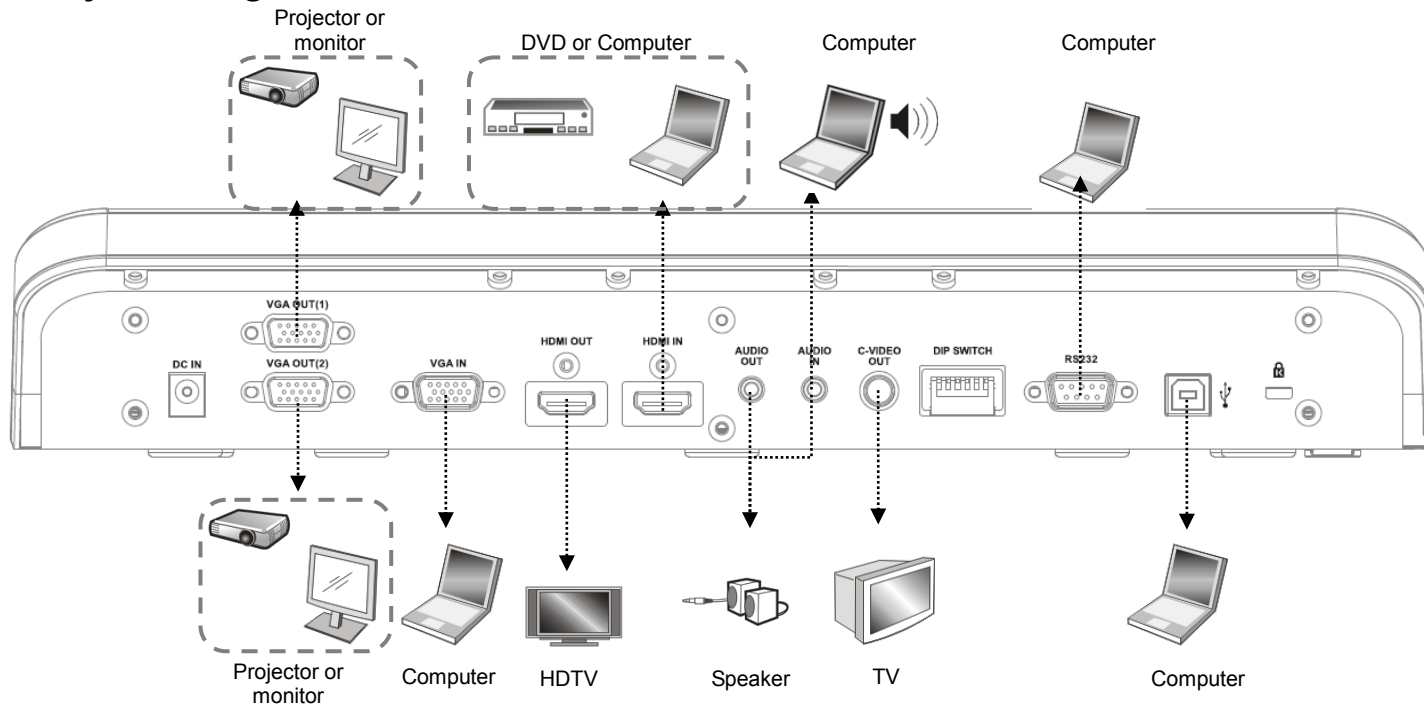 Projector or
monitor
DVD or Computer
Computer
Computer
VGA OUT(1)
DC IN
VGA OUT(2)
VGA IN
HDMI OUT
HDMI IN
AUDIO
OUT
AUDIO
IN
C-VIDEO
OUT
DIP SWITCH
RS232
Projector or
monitor
Computer
HDTV
Speaker
TV
Computer